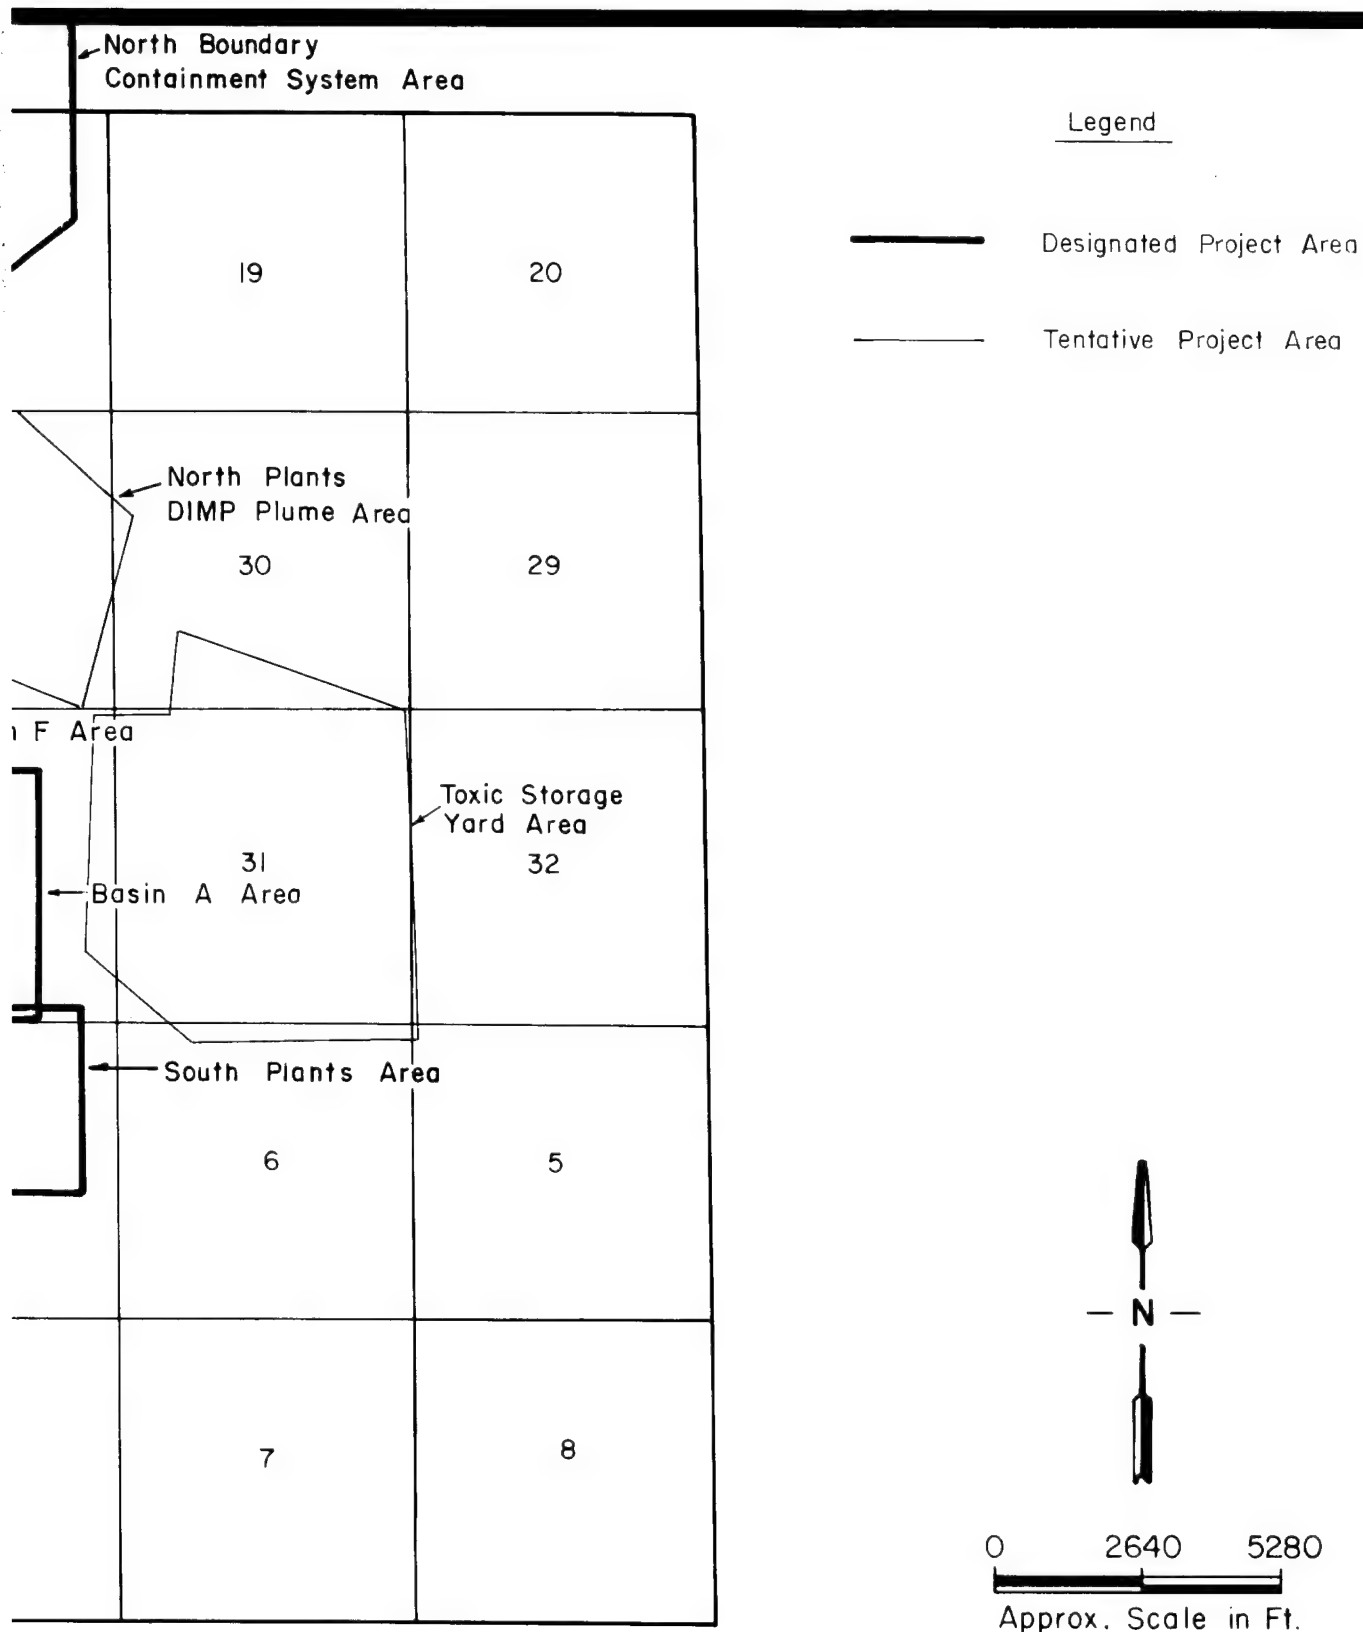 North Boundary
Containment System Area
Legend
Designated Project Area
Tentative Project Area
19
20
North Plants
DIMP Plume Area
30
29
F Area
Toxic Storage
Yard Area
31
32
Basin A Area
South Plants Area
6
5
N
7
8
0 2640 5280
Approx. Scale in Ft.